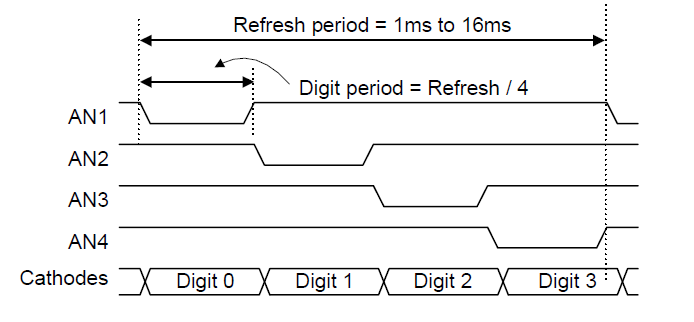 Refresh period = 1ms to 16ms
Digit period = Refresh / 4
AN1
AN2
AN3
AN4
Cathodes Digit 0 Digit 1 Digit 2 Digit 3